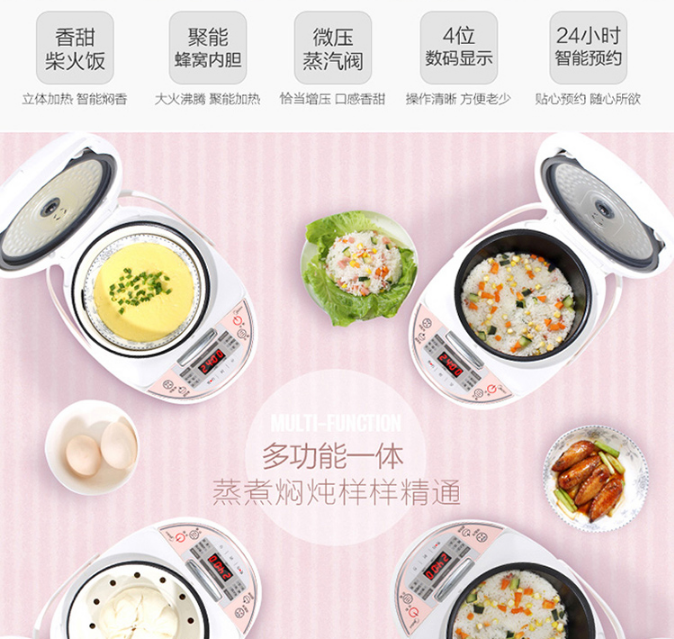 香甜
柴火饭
聚能
蜂窝内胆
微压
蒸汽阀
4位
数码显示
24小时
智能预约
立体加热 智能焖香
大火沸腾 聚能加热
恰当增压 口感香甜
操作清晰 方便老少
贴心预约 随心所欲
MULTI-FUNCTION
多功能一体
蒸煮焖炖样样精通